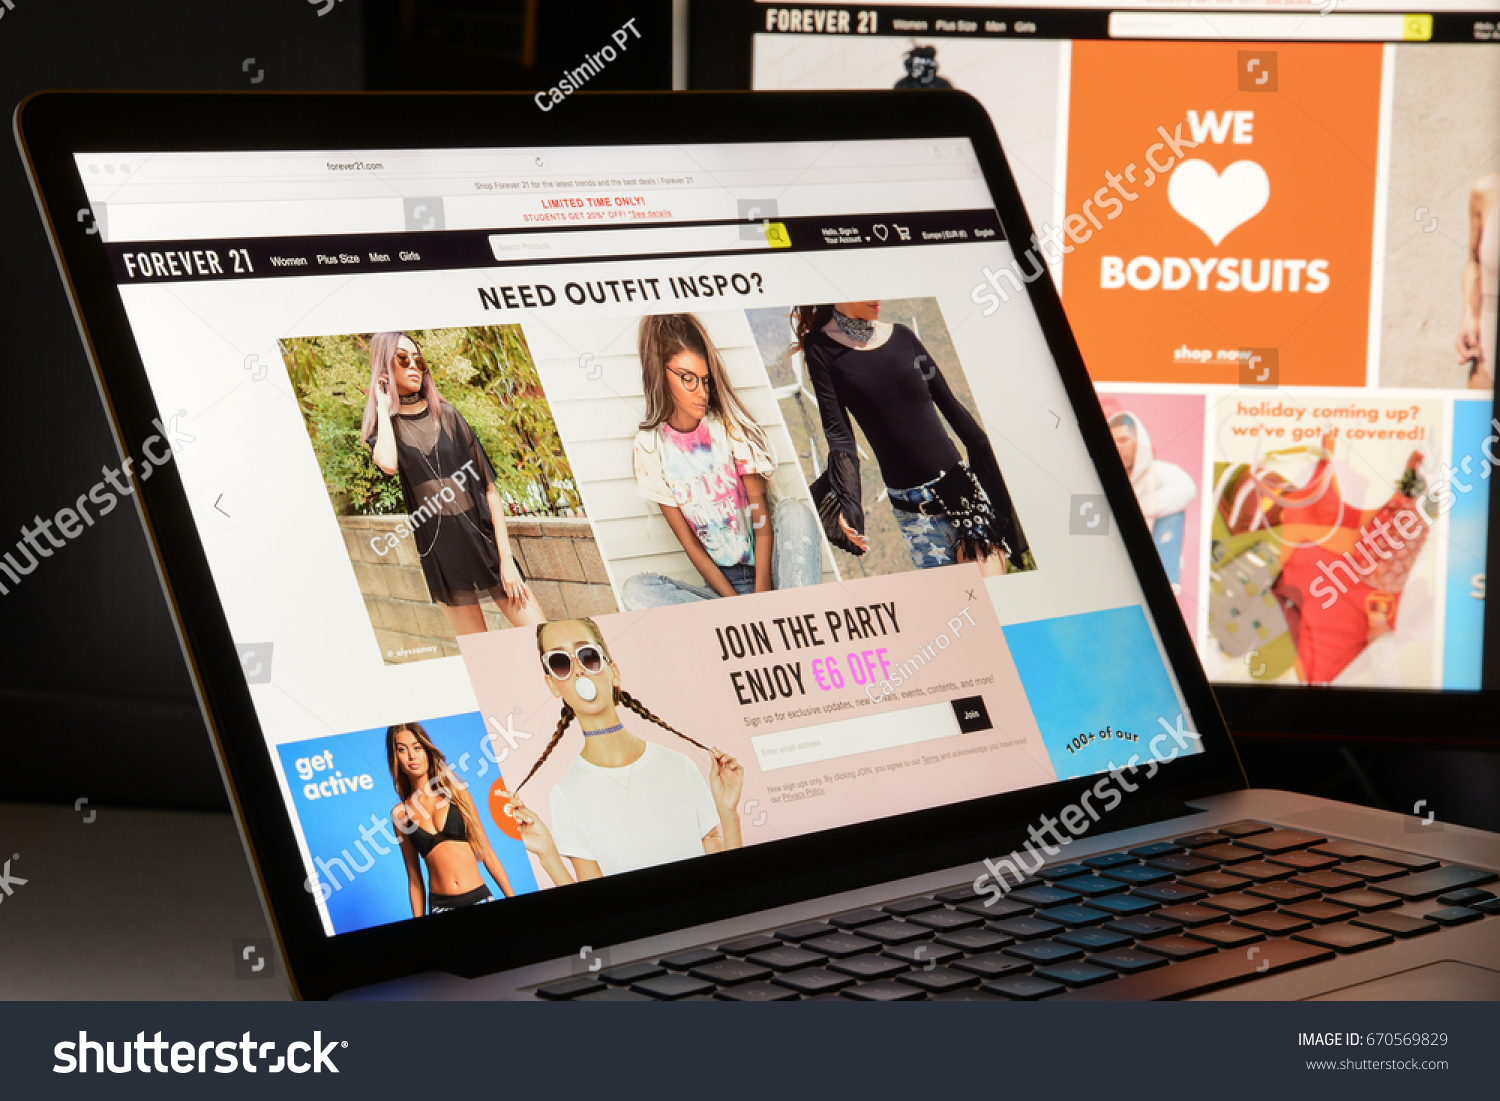 forever21.com
Shop Forever 21 for the latest trends and the best deals | Forever 21
LIMITED TIME ONLY!
STUDENTS GET 20%* OFF! *See details
FOREVER 21 Women Plus Size Men Girls
Search Products
Hello, Sign In
Your Account
Europe | EUR (€) English
NEED OUTFIT INSPO?
JOIN THE PARTY
ENJOY €6 OFF
Sign up for exclusive updates, new arrivals, events, contents, and more!
Enter email address
Join
New sign ups only. By clicking JOIN, you agree to our Terms and acknowledge you have read
our Privacy Policy.
get
active
100+ of our
FOREVER 21 Women Plus Size Men Girls
WE
BODYSUITS
shop now
holiday coming up?
we've got it covered!
Casimiro PT
Casimiro PT
Casimiro PT
shutterstock
shutterstock
shutterstock
shutterstock
shutterstock
shutterstock
IMAGE ID: 670569829
www.shutterstock.com